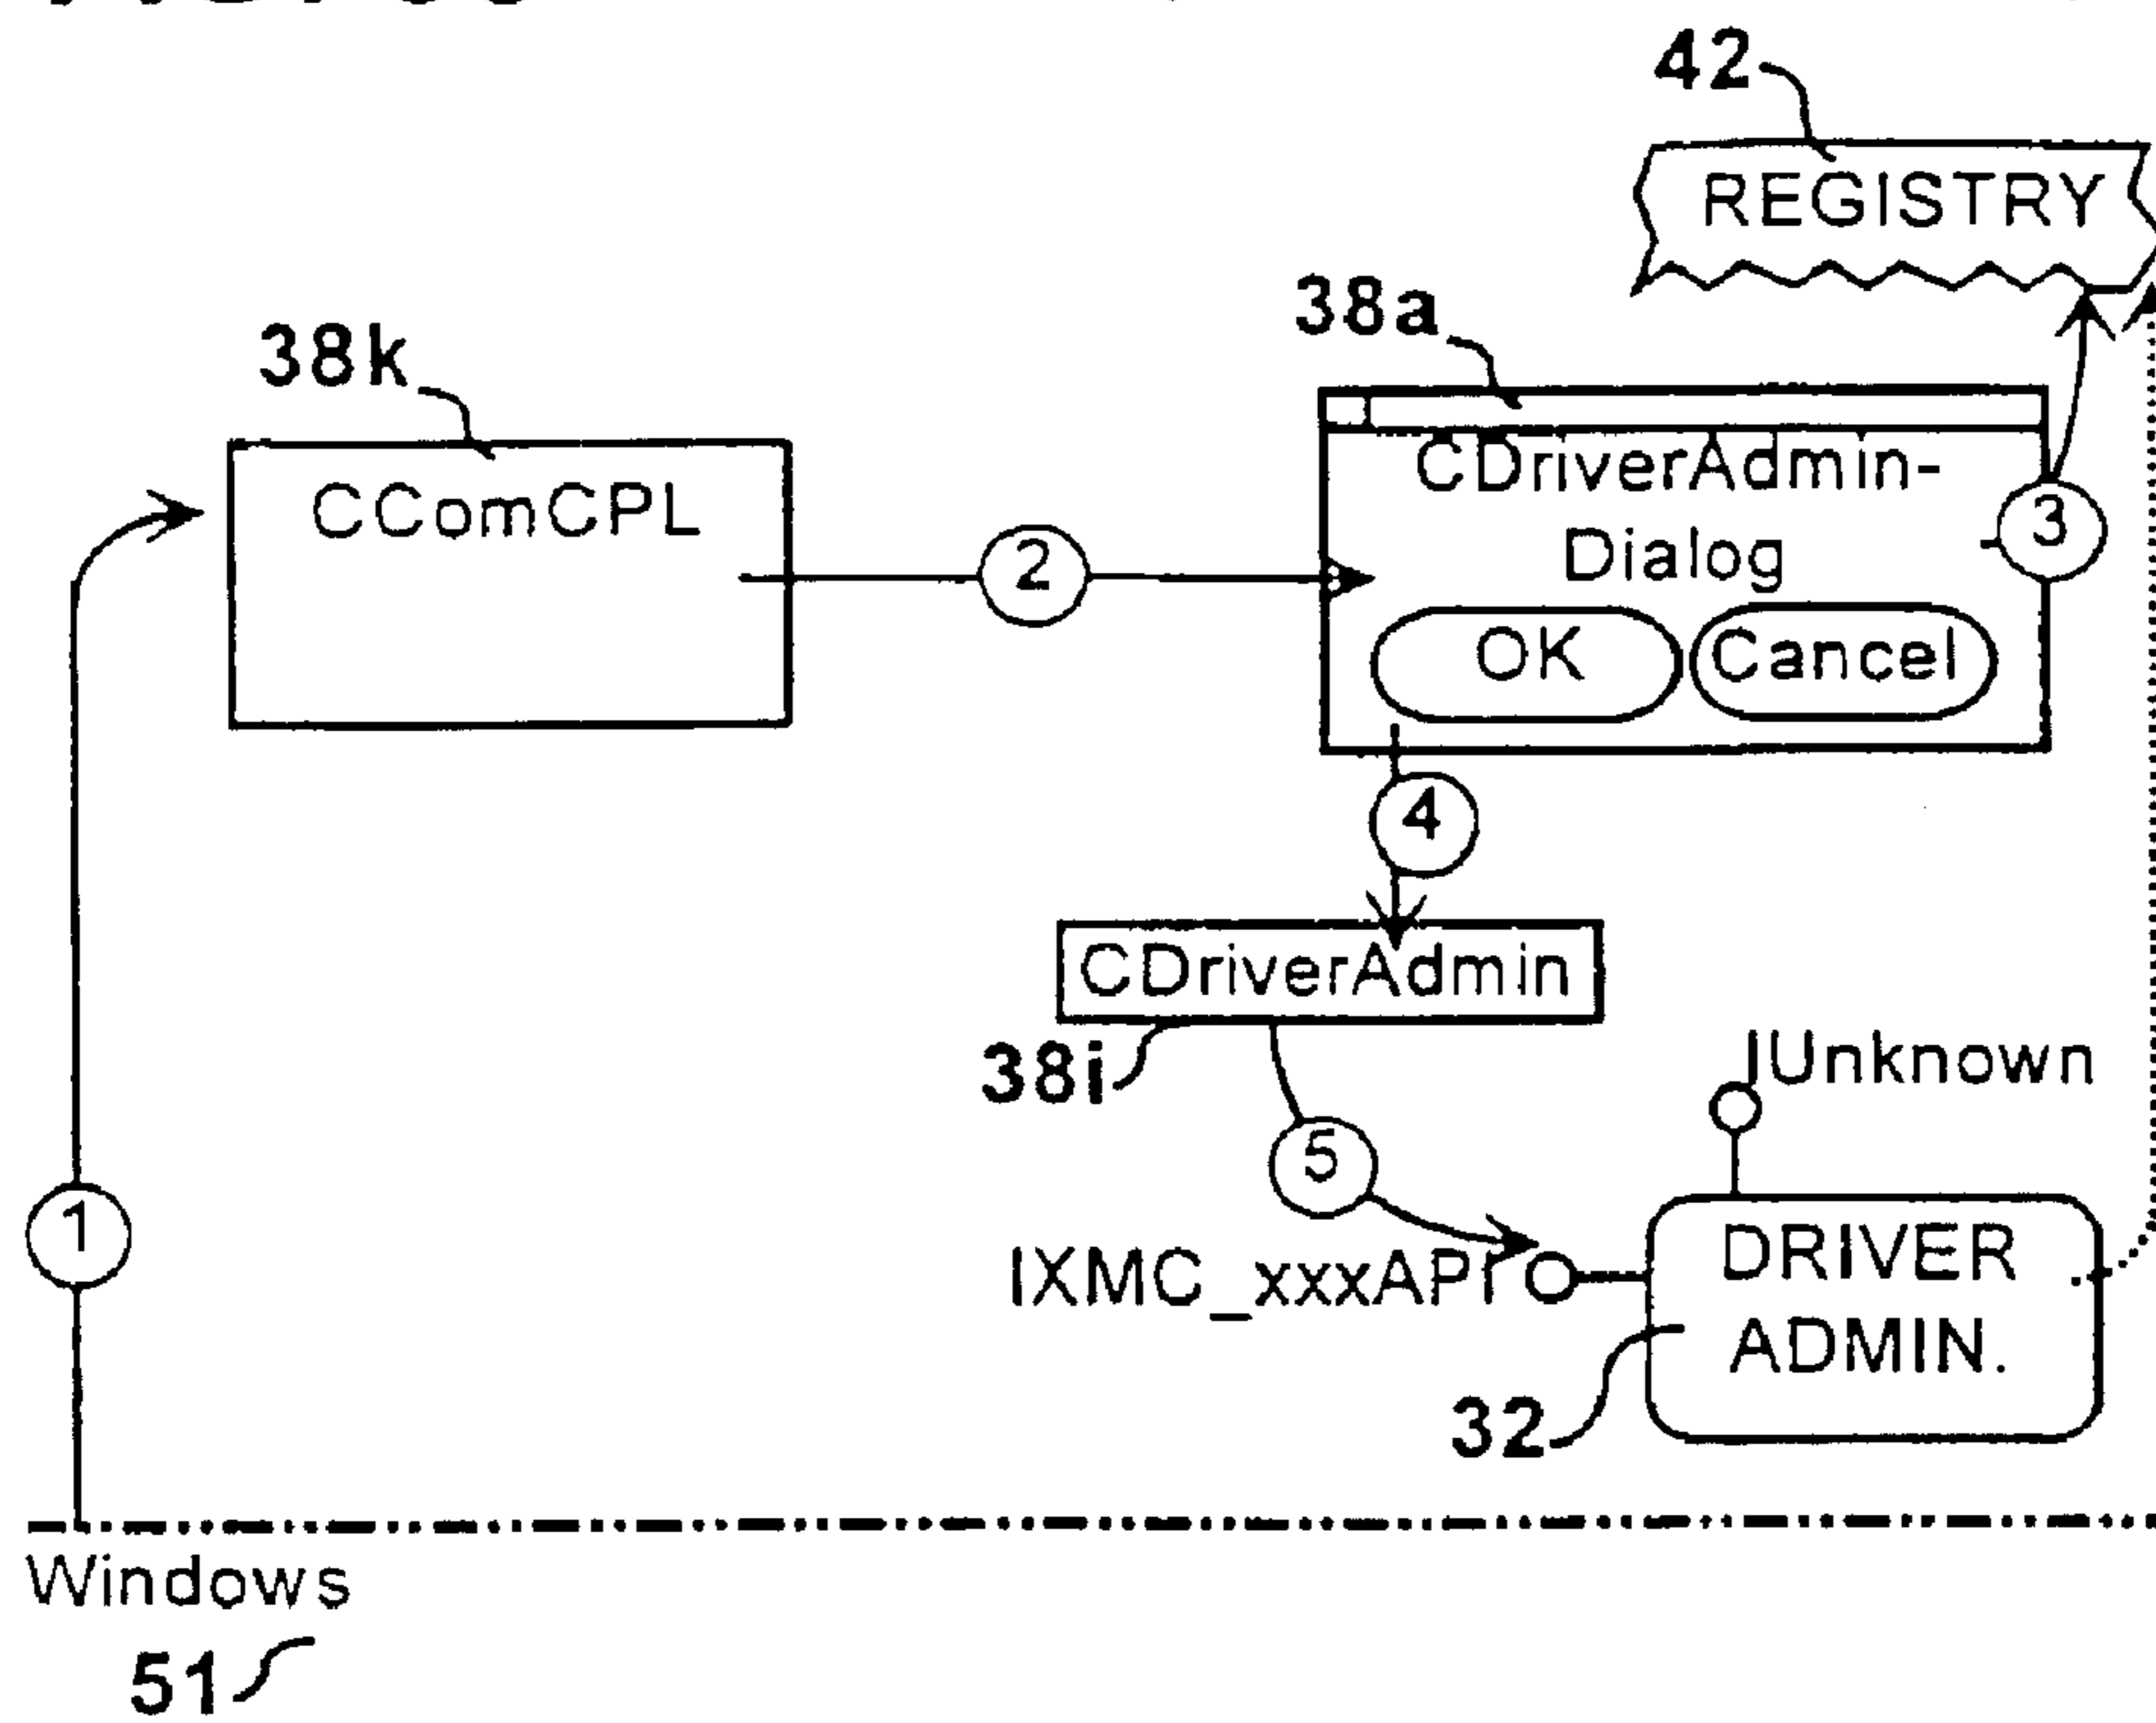 42
REGISTRY
38a
38k
CComCPL
CDriverAdmin-
Dialog
OK
Cancel
2
3
4
CDriverAdmin
38i
IUnknown
5
1
IXMC_xxxAPI
DRIVER
ADMIN.
32
Windows
51